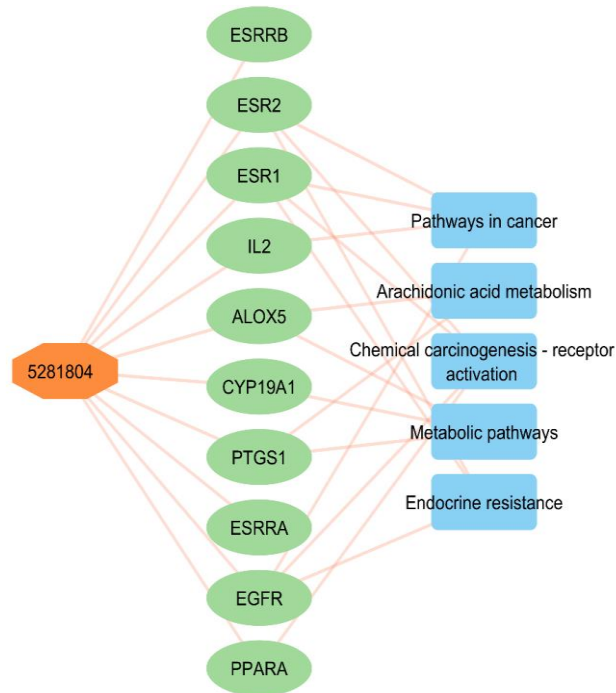 ESRRB
ESR2
ESR1
IL2
ALOX5
CYP19A1
PTGS1
ESRRA
EGFR
PPARA
5281804
Pathways in cancer
Arachidonic acid metabolism
Chemical carcinogenesis - receptor
activation
Metabolic pathways
Endocrine resistance